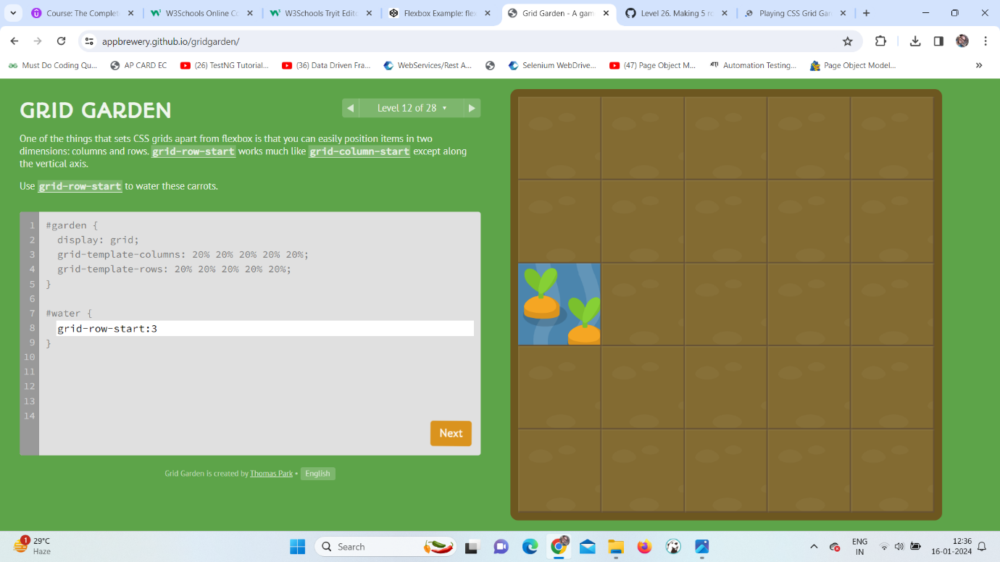 Course: The Complet
W3Schools Online Co
W3Schools Tryit Edito
Flexbox Example: flex
Grid Garden - A gam
Level 26. Making 5 ro
Playing CSS Grid Gar
appbrewery.github.io/gridgarden/
Must Do Coding Qu...
AP CARD EC
(26) TestNG Tutorial...
(36) Data Driven Fra...
WebServices/Rest A...
Selenium WebDrive...
(47) Page Object M...
Automation Testing...
Page Object Model...
GRID GARDEN
Level 12 of 28
One of the things that sets CSS grids apart from flexbox is that you can easily position items in two
dimensions: columns and rows. grid-row-start works much like grid-column-start except along
the vertical axis.
Use grid-row-start to water these carrots.
1 #garden {
2 display: grid;
3 grid-template-columns: 20% 20% 20% 20% 20%;
4 grid-template-rows: 20% 20% 20% 20% 20%;
5 }
6
7 #water {
8 grid-row-start:3
9 }
10
11
12
13
14
Next
Grid Garden is created by Thomas Park • English
1
29°C
Haze
Search
ENG
IN
12:36
16-01-2024